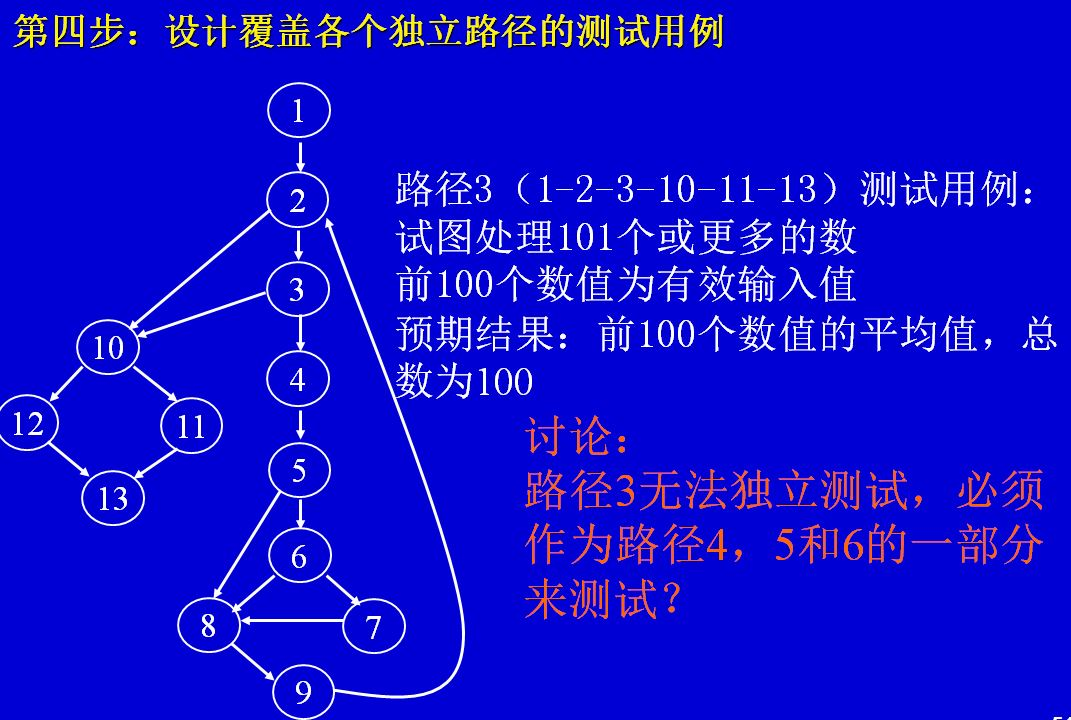 第四步：设计覆盖各个独立路径的测试用例
1
2
3
10
4
12
11
5
13
6
8
7
9
路径3（1-2-3-10-11-13）测试用例：
试图处理101个或更多的数
前100个数值为有效输入值
预期结果：前100个数值的平均值，总
数为100
讨论：
路径3无法独立测试，必须
作为路径4，5和6的一部分
来测试？